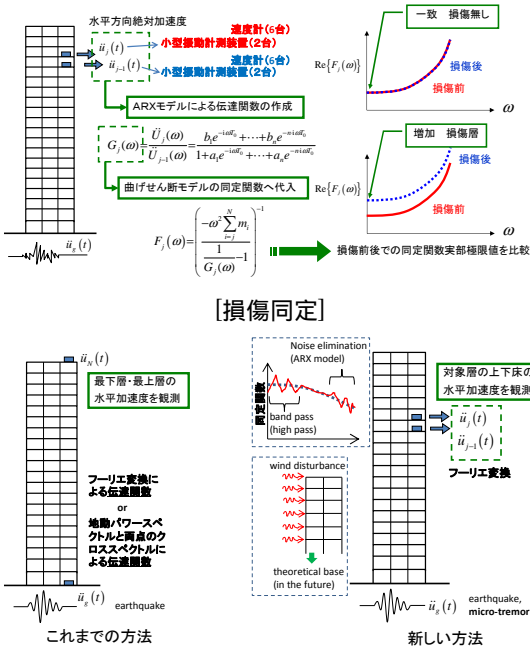 水平方向絶対加速度
ü_j(t)
速度計(6台)
小型振動計測装置(2台)
ü_{j-1}(t)
速度計(6台)
小型振動計測装置(2台)
ARXモデルによる伝達関数の作成
G_j(ω) = Ü_j(ω) / Ü_{j-1}(ω) = (b_1e^{-iωT_0} + ⋯ + b_ne^{-niωT_0}) / (1 + a_1e^{-iωT_0} + ⋯ + a_ne^{-niωT_0})
曲げせん断モデルの同定関数へ代入
F_j(ω) = ( (-ω² Σ_{i=j}^{N} m_i) / (1/G_j(ω) - 1) )^{-1}
ü_g(t)
一致 損傷無し
Re{F_j(ω)}
損傷後
損傷前
ω
増加 損傷層
損傷後
Re{F_j(ω)}
損傷前
ω
損傷前後での同定関数実部極限値を比較
[損傷同定]
ü_N(t)
最下層・最上層の
水平加速度を観測
フーリエ変換に
よる伝達関数
or
地動パワースペ
クトルと両点のク
ロススペクトルに
よる伝達関数
ü_g(t)
earthquake
これまでの方法
Noise elimination
(ARX model)
同定関数
band pass
(high pass)
wind disturbance
theoretical base
(in the future)
対象層の上下床の
水平加速度を観測
ü_j(t)
ü_{j-1}(t)
フーリエ変換
ü_g(t)
earthquake,
micro-tremor
新しい方法